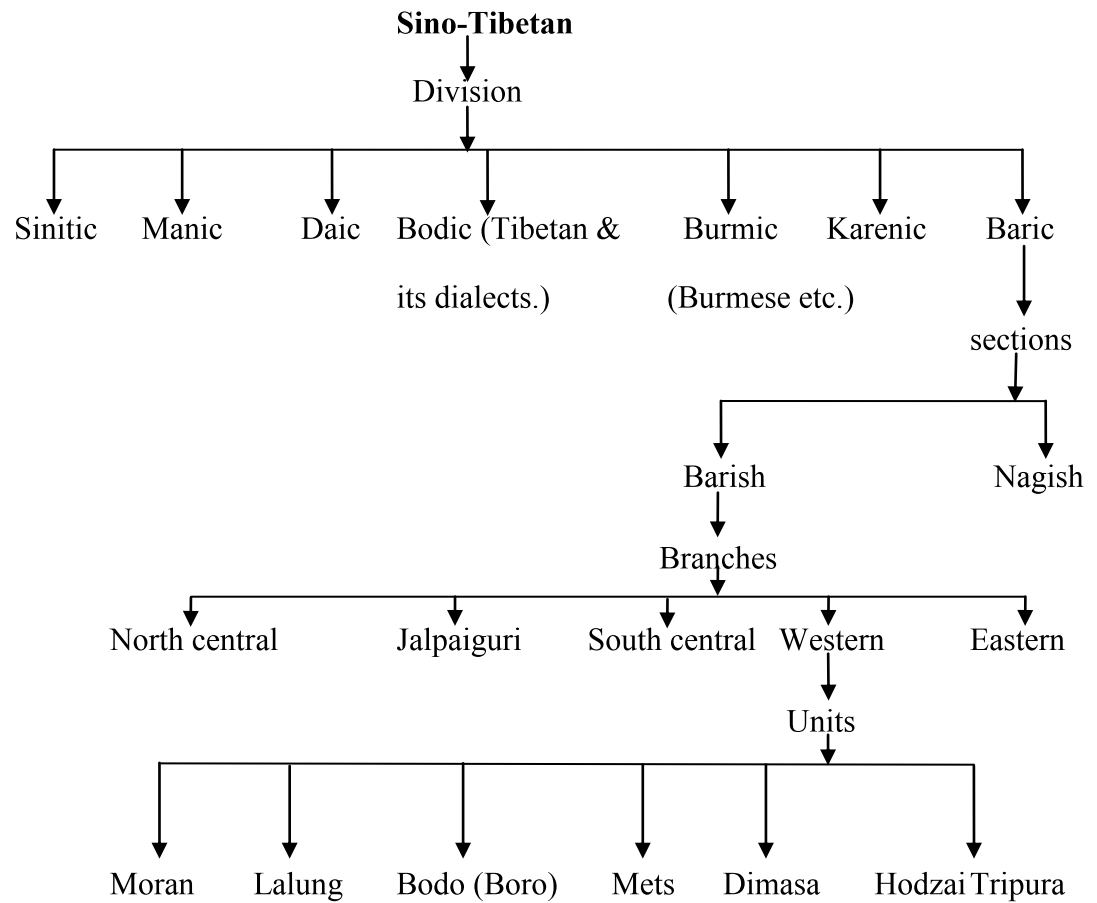 Sino-Tibetan
Division
Sinitic Manic Daic Bodic (Tibetan & Burmic Karenic Baric
its dialects.) (Burmese etc.)
sections
Barish Nagish
Branches
North central Jalpaiguri South central Western Eastern
Units
Moran Lalung Bodo (Boro) Mets Dimasa Hodzai Tripura